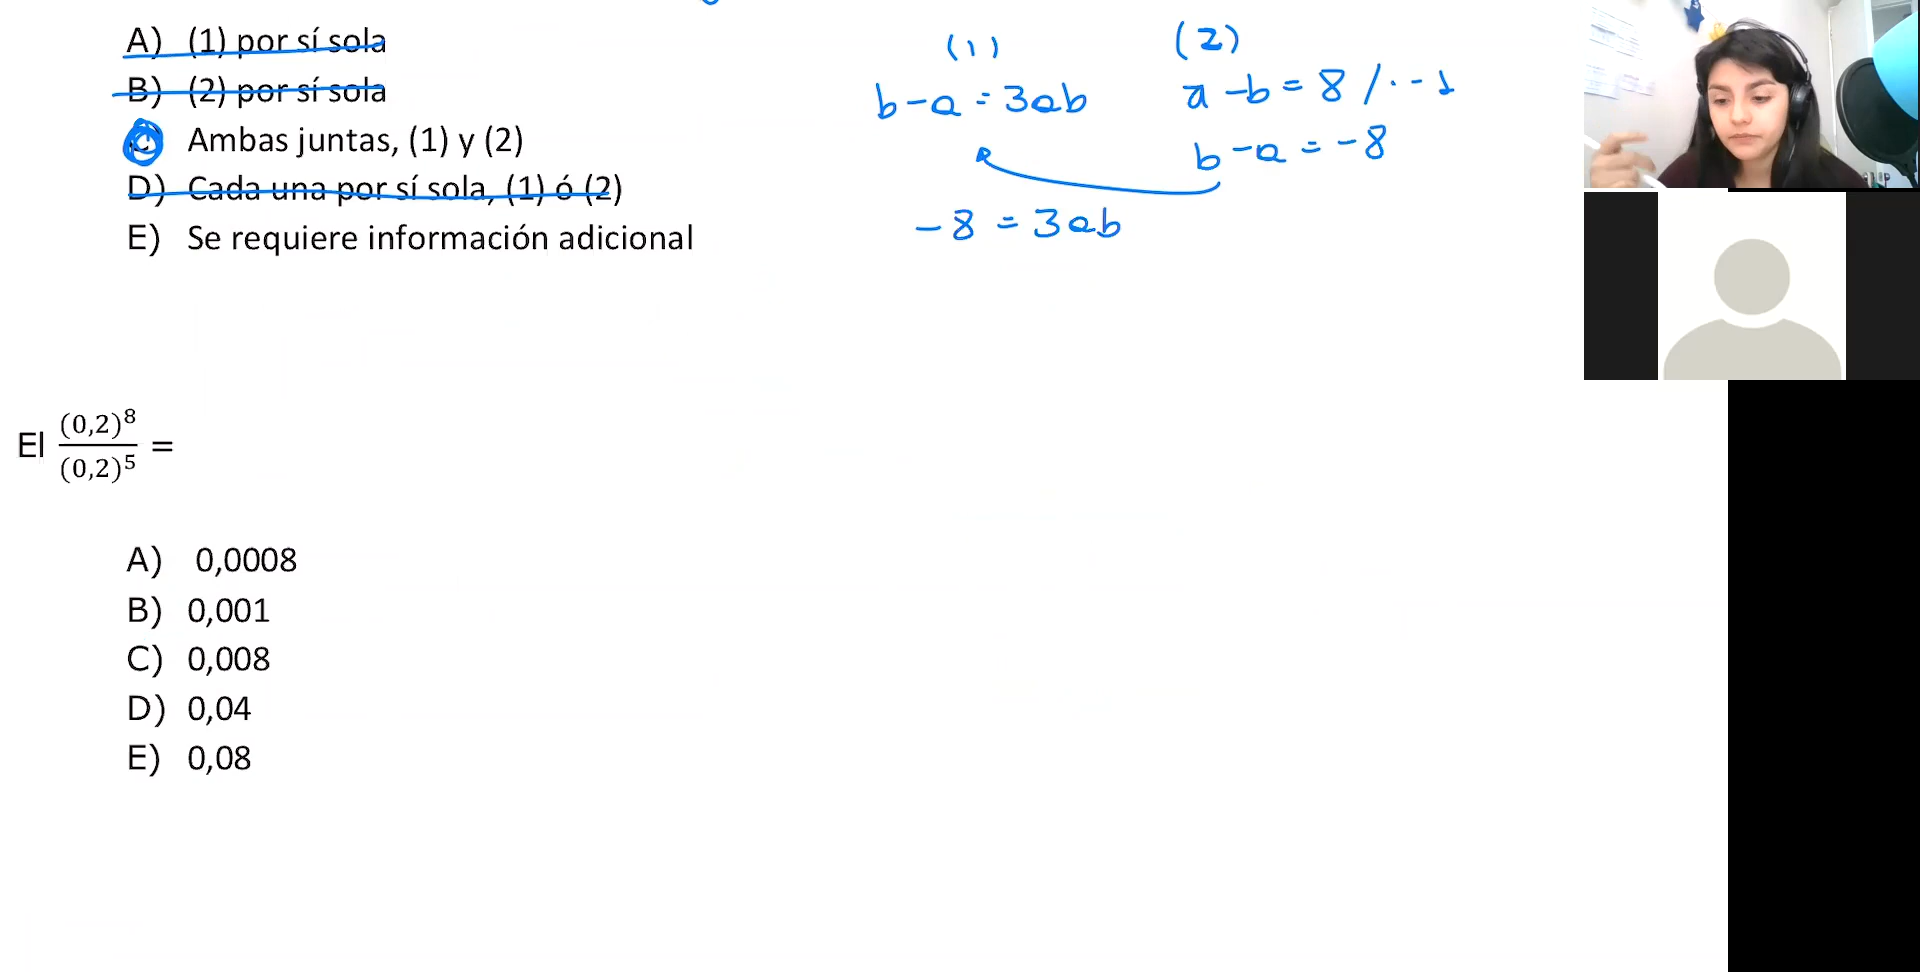 A) (1) por sí sola
B) (2) por sí sola
C) Ambas juntas, (1) y (2)
D) Cada una por sí sola, (1) ó (2)
E) Se requiere información adicional
(1)
b-a = 3ab
-8 = 3ab
(2)
a-b = 8 /·-1
b-a = -8
El (0,2)^8/(0,2)^5 =
A) 0,0008
B) 0,001
C) 0,008
D) 0,04
E) 0,08